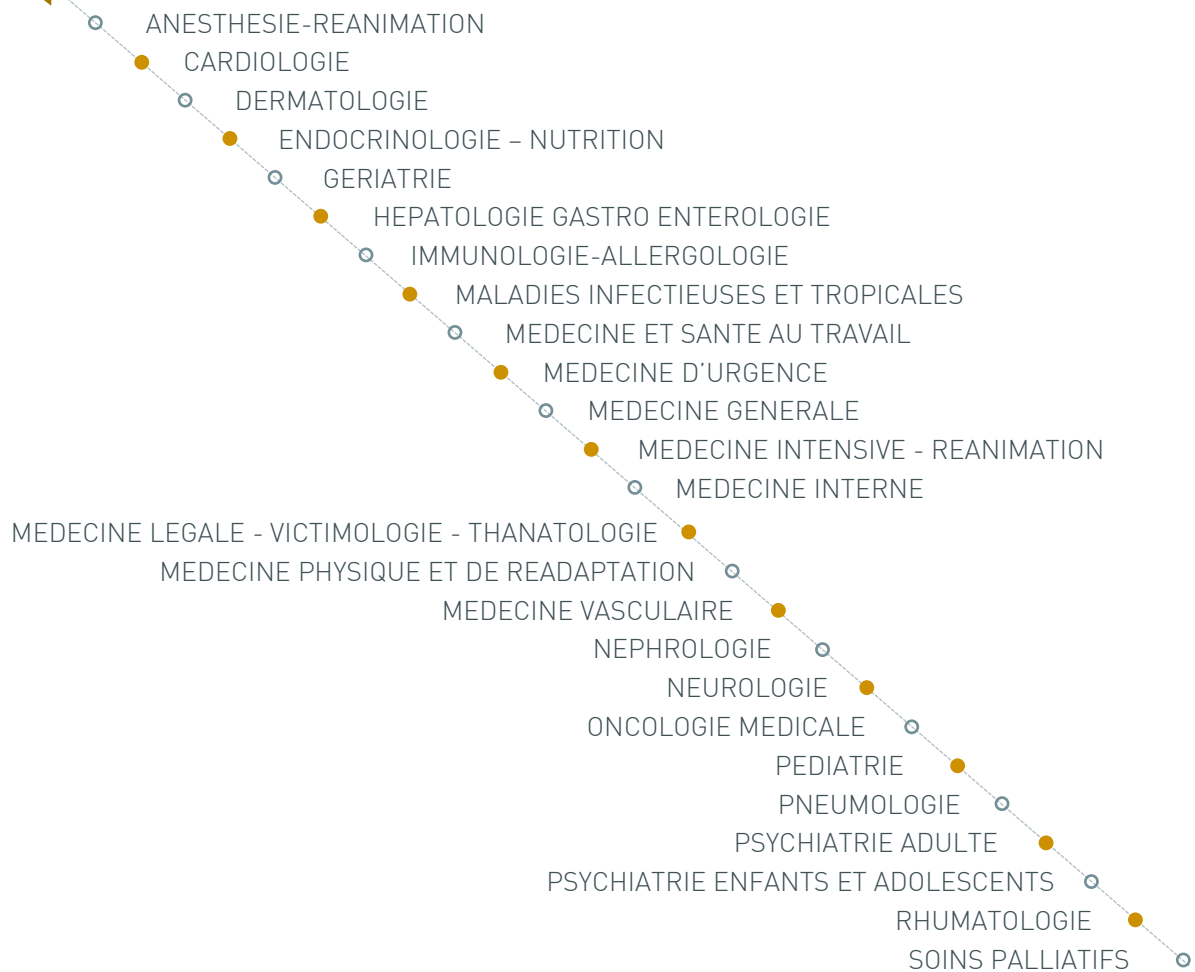 ANESTHESIE-REANIMATION
CARDIOLOGIE
DERMATOLOGIE
ENDOCRINOLOGIE – NUTRITION
GERIATRIE
HEPATOLOGIE GASTRO ENTEROLOGIE
IMMUNOLOGIE-ALLERGOLOGIE
MALADIES INFECTIEUSES ET TROPICALES
MEDECINE ET SANTE AU TRAVAIL
MEDECINE D’URGENCE
MEDECINE GENERALE
MEDECINE INTENSIVE - REANIMATION
MEDECINE INTERNE
MEDECINE LEGALE - VICTIMOLOGIE - THANATOLOGIE
MEDECINE PHYSIQUE ET DE READAPTATION
MEDECINE VASCULAIRE
NEPHROLOGIE
NEUROLOGIE
ONCOLOGIE MEDICALE
PEDIATRIE
PNEUMOLOGIE
PSYCHIATRIE ADULTE
PSYCHIATRIE ENFANTS ET ADOLESCENTS
RHUMATOLOGIE
SOINS PALLIATIFS